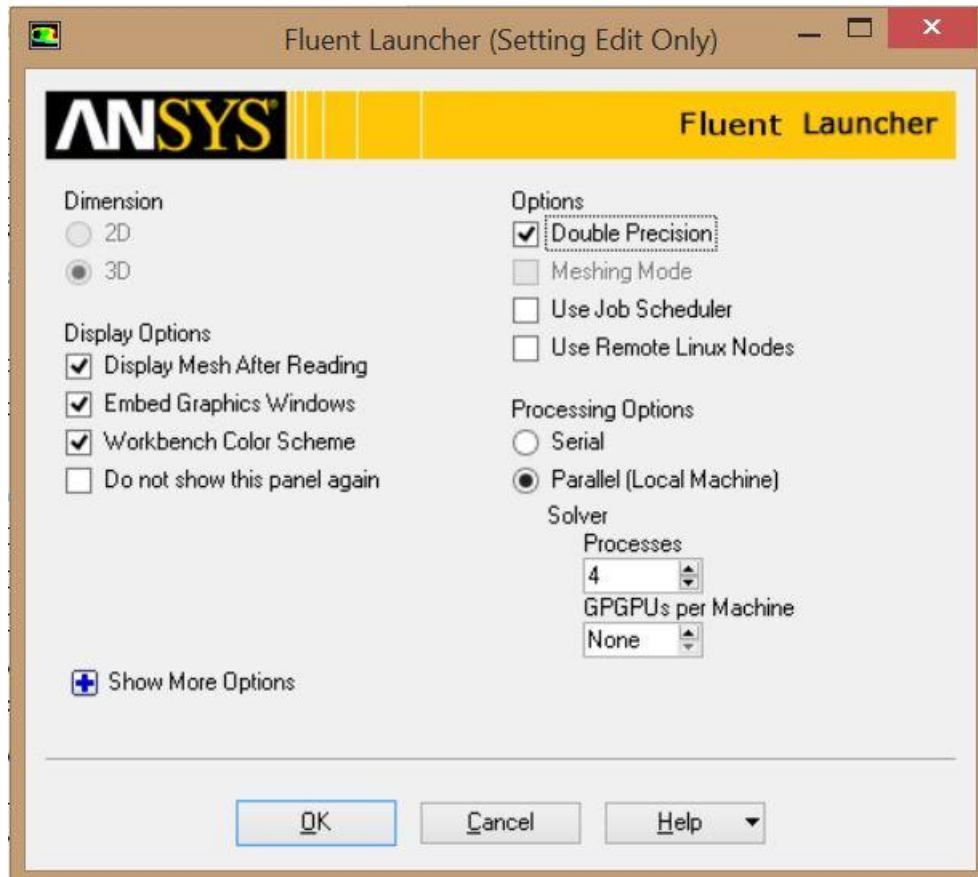 Fluent Launcher (Setting Edit Only)
ANSYS®
Fluent Launcher
Dimension
2D
3D
Display Options
Display Mesh After Reading
Embed Graphics Windows
Workbench Color Scheme
Do not show this panel again
Show More Options
Options
Double Precision
Meshing Mode
Use Job Scheduler
Use Remote Linux Nodes
Processing Options
Serial
Parallel (Local Machine)
Solver
Processes
4
GPGPUs per Machine
None
OK
Cancel
Help